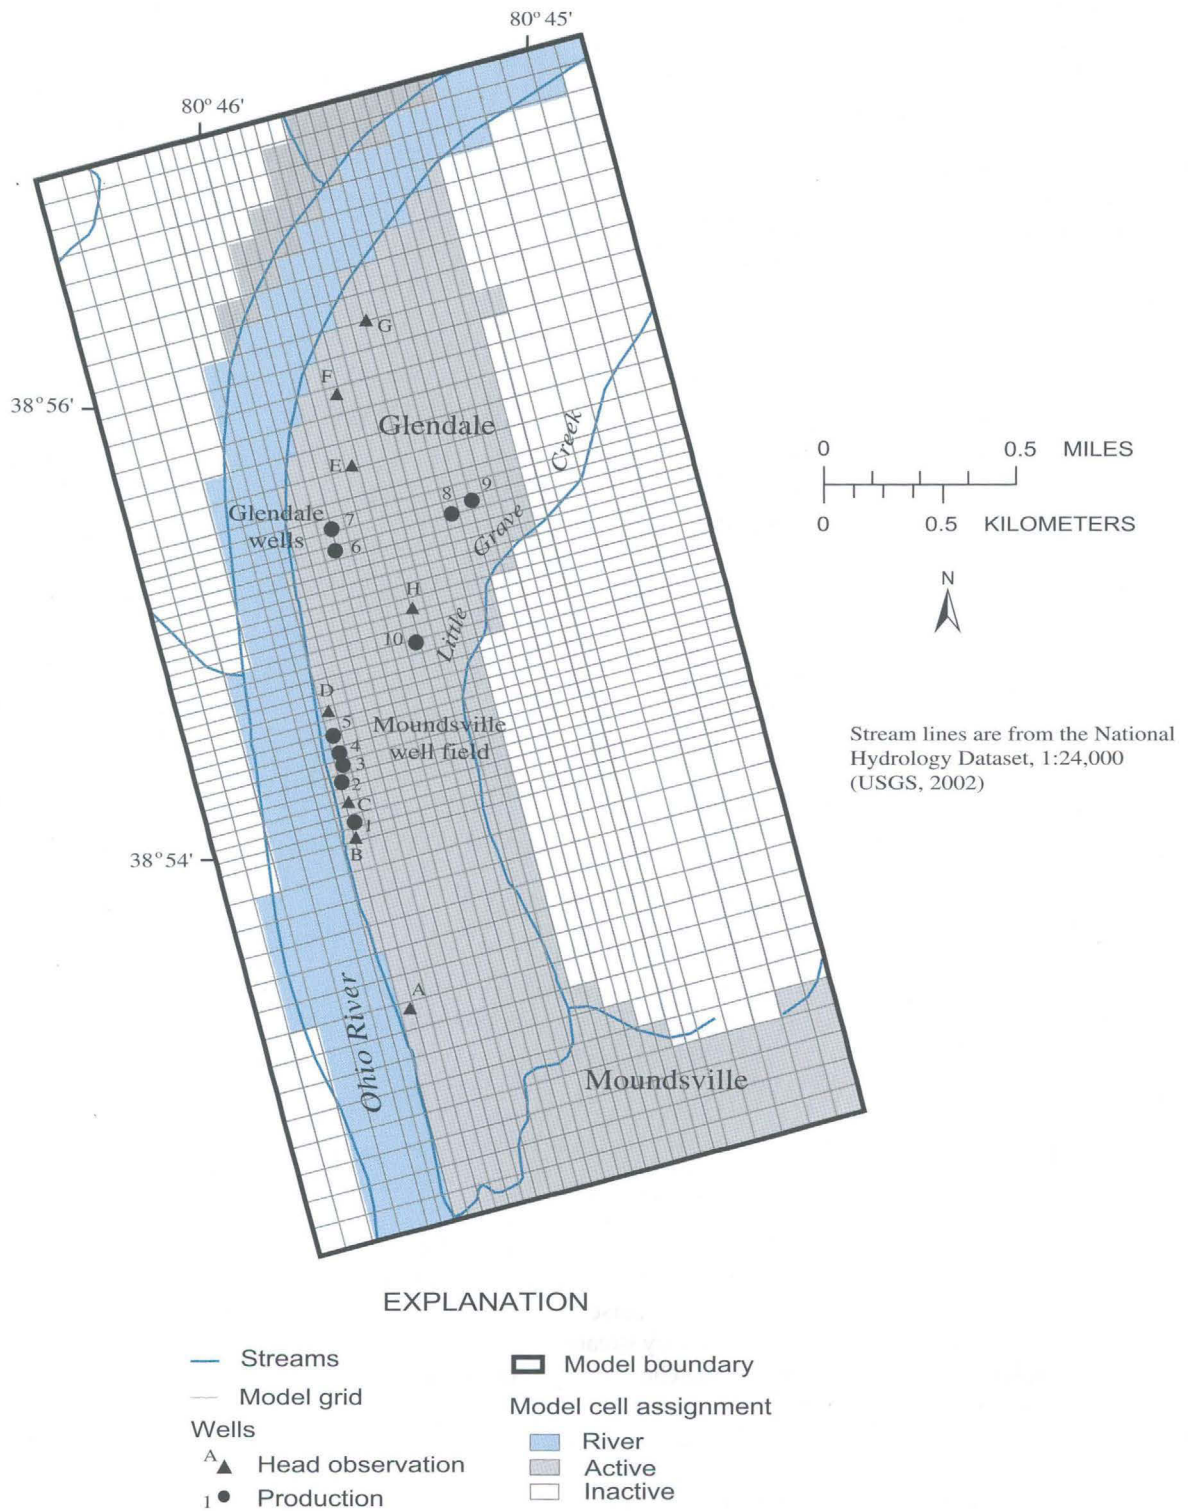 80° 45'
80° 46'
G
F
38° 56'
Glendale
Creek
E
9
8
Glendale
wells
7
6
Grave
H
10
Little
D
5
Moundsville
well field
4
3
2
C
1
B
38° 54'
A
Ohio River
Moundsville
0 0.5 MILES
0 0.5 KILOMETERS
N
Stream lines are from the National
Hydrology Dataset, 1:24,000
(USGS, 2002)
EXPLANATION
Streams
Model grid
Wells
A Head observation
1 Production
Model boundary
Model cell assignment
River
Active
Inactive